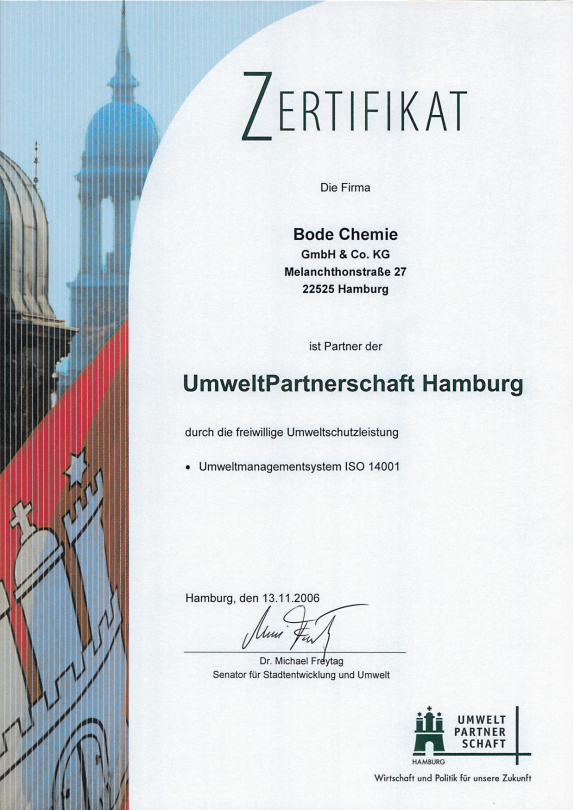 ZERTIFIKAT
Die Firma
Bode Chemie
GmbH & Co. KG
Melanchthonstraße 27
22525 Hamburg
ist Partner der
UmweltPartnerschaft Hamburg
durch die freiwillige Umweltschutzleistung
• Umweltmanagementsystem ISO 14001
Hamburg, den 13.11.2006
Dr. Michael Freytag
Senator für Stadtentwicklung und Umwelt
UMWELT
PARTNER
SCHAFT
HAMBURG
Wirtschaft und Politik für unsere Zukunft